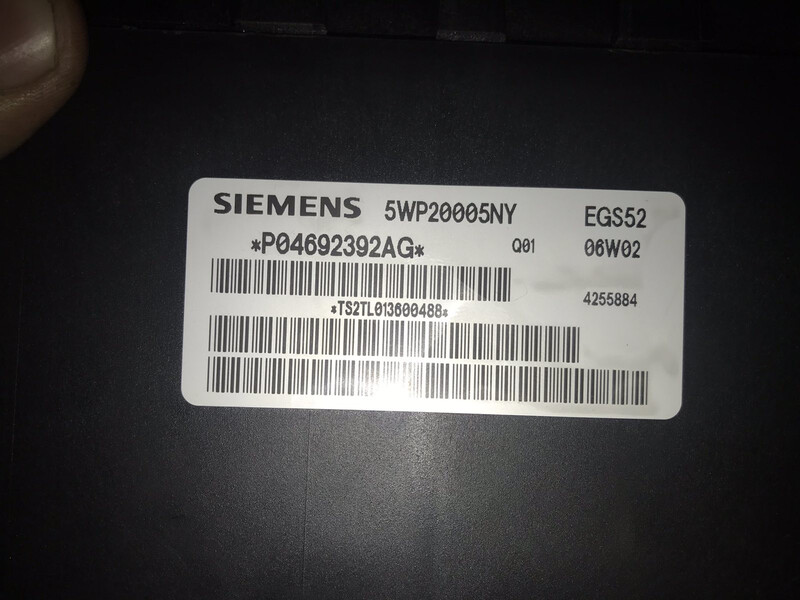 SIEMENS 5WP20005NY EGS52
*P04692392AG* Q01 06W02
4255884
*TS2TL013600488*